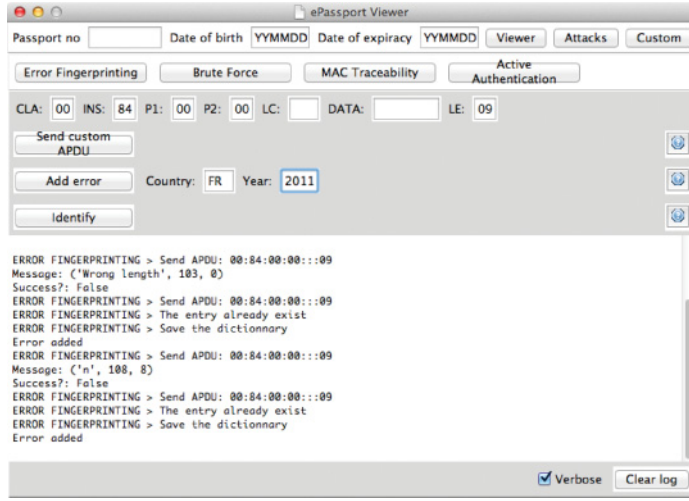 ePassport Viewer
Passport no Date of birth YYMMDD Date of expiracy YYMMDD Viewer Attacks Custom
Error Fingerprinting Brute Force MAC Traceability Active Authentication
CLA: 00 INS: 84 P1: 00 P2: 00 LC: DATA: LE: 09
Send custom APDU
Add error Country: FR Year: 2011
Identify
ERROR FINGERPRINTING > Send APDU: 00:84:00:00:::09
Message: ('Wrong length', 103, 0)
Success?: False
ERROR FINGERPRINTING > Send APDU: 00:84:00:00:::09
ERROR FINGERPRINTING > The entry already exist
ERROR FINGERPRINTING > Save the dictionnary
Error added
ERROR FINGERPRINTING > Send APDU: 00:84:00:00:::09
Message: ('n', 108, 8)
Success?: False
ERROR FINGERPRINTING > Send APDU: 00:84:00:00:::09
ERROR FINGERPRINTING > The entry already exist
ERROR FINGERPRINTING > Save the dictionnary
Error added
Verbose Clear log